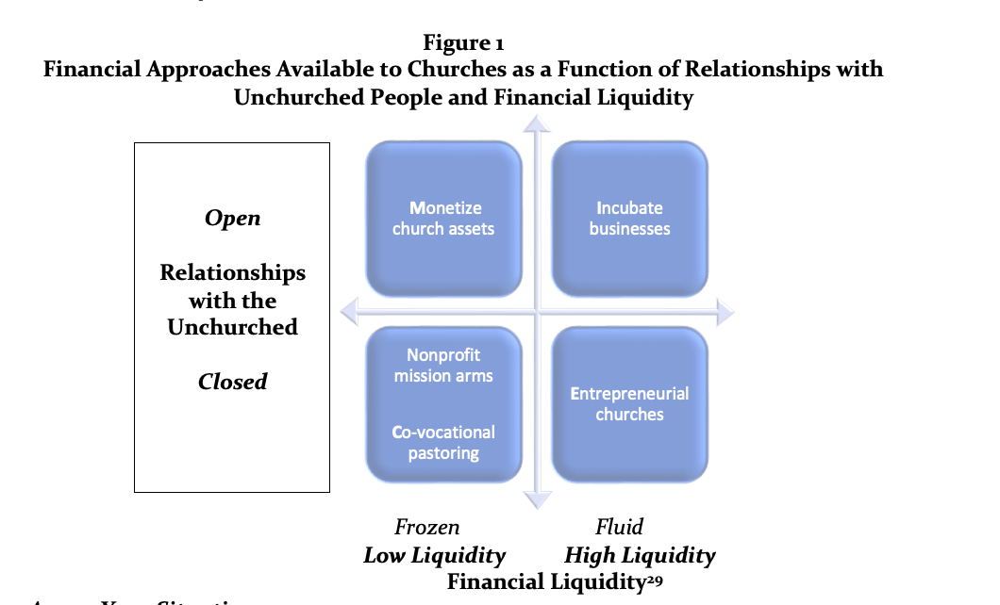 Figure 1
Financial Approaches Available to Churches as a Function of Relationships with
Unchurched People and Financial Liquidity
Open
Relationships
with the
Unchurched
Closed
Monetize
church assets
Incubate
businesses
Nonprofit
mission arms
Co-vocational
pastoring
Entrepreneurial
churches
Frozen
Fluid
Low Liquidity
High Liquidity
Financial Liquidity²⁹